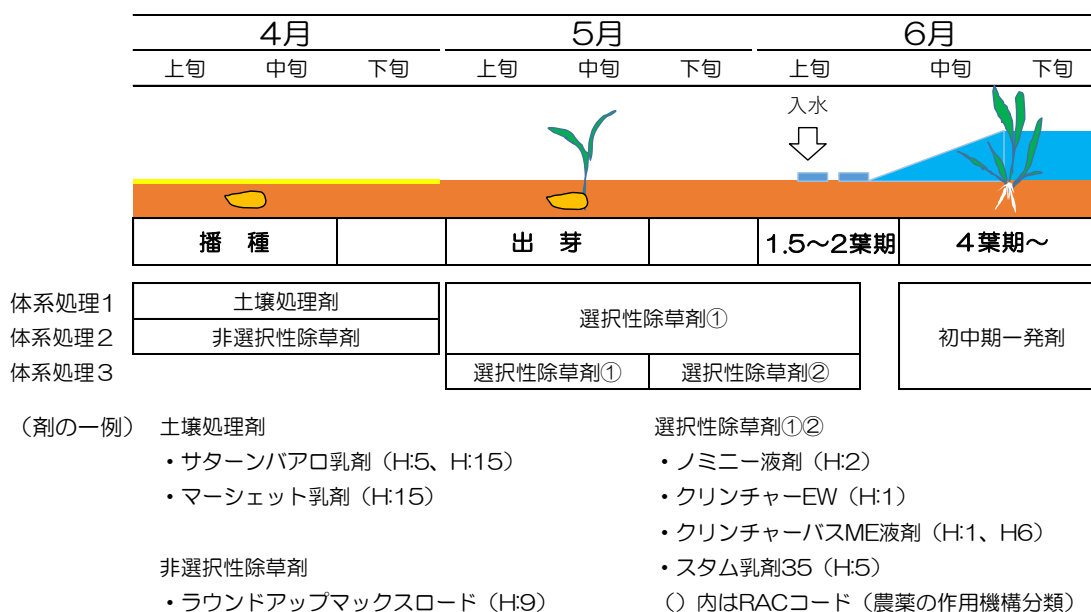 4月 5月 6月
上旬 中旬 下旬 上旬 中旬 下旬 上旬 中旬 下旬
入水
播種 出芽 1.5～2葉期 4葉期～
体系処理1 土壌処理剤 選択性除草剤① 初中期一発剤
体系処理2 非選択性除草剤
体系処理3 選択性除草剤① 選択性除草剤②
（剤の一例） 土壌処理剤 選択性除草剤①②
・サターンバアロ乳剤（H:5、H:15） ・ノミニー液剤（H:2）
・マーシェット乳剤（H:15） ・クリンチャーEW（H:1）
・クリンチャーバスME液剤（H:1、H6）
非選択性除草剤 ・スタム乳剤35（H:5）
・ラウンドアップマックスロード（H:9） （）内はRACコード（農薬の作用機構分類）